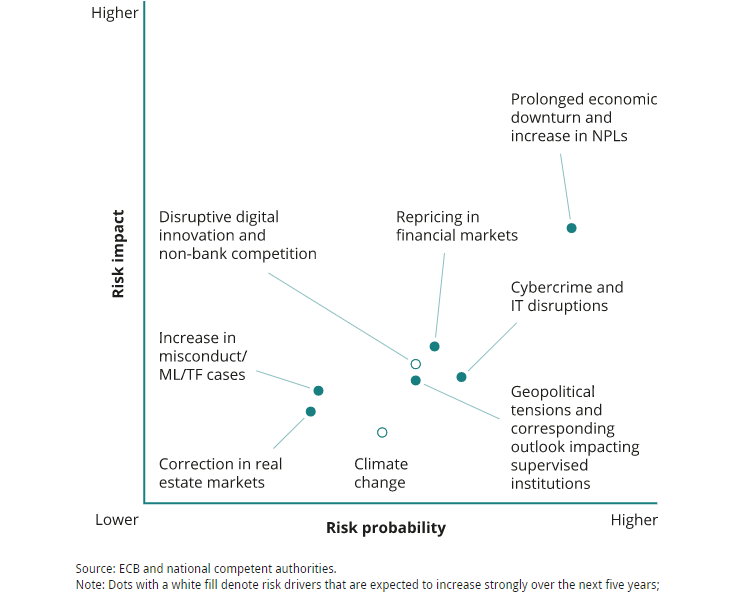 Higher
Prolonged economic
downturn and
increase in NPLs
Disruptive digital
innovation and
non-bank competition
Repricing in
financial markets
Risk impact
Cybercrime and
IT disruptions
Increase in
misconduct/
ML/TF cases
Geopolitical
tensions and
corresponding
outlook impacting
supervised
institutions
Correction in real
estate markets
Climate
change
Lower
Risk probability
Higher
Source: ECB and national competent authorities.
Note: Dots with a white fill denote risk drivers that are expected to increase strongly over the next five years;